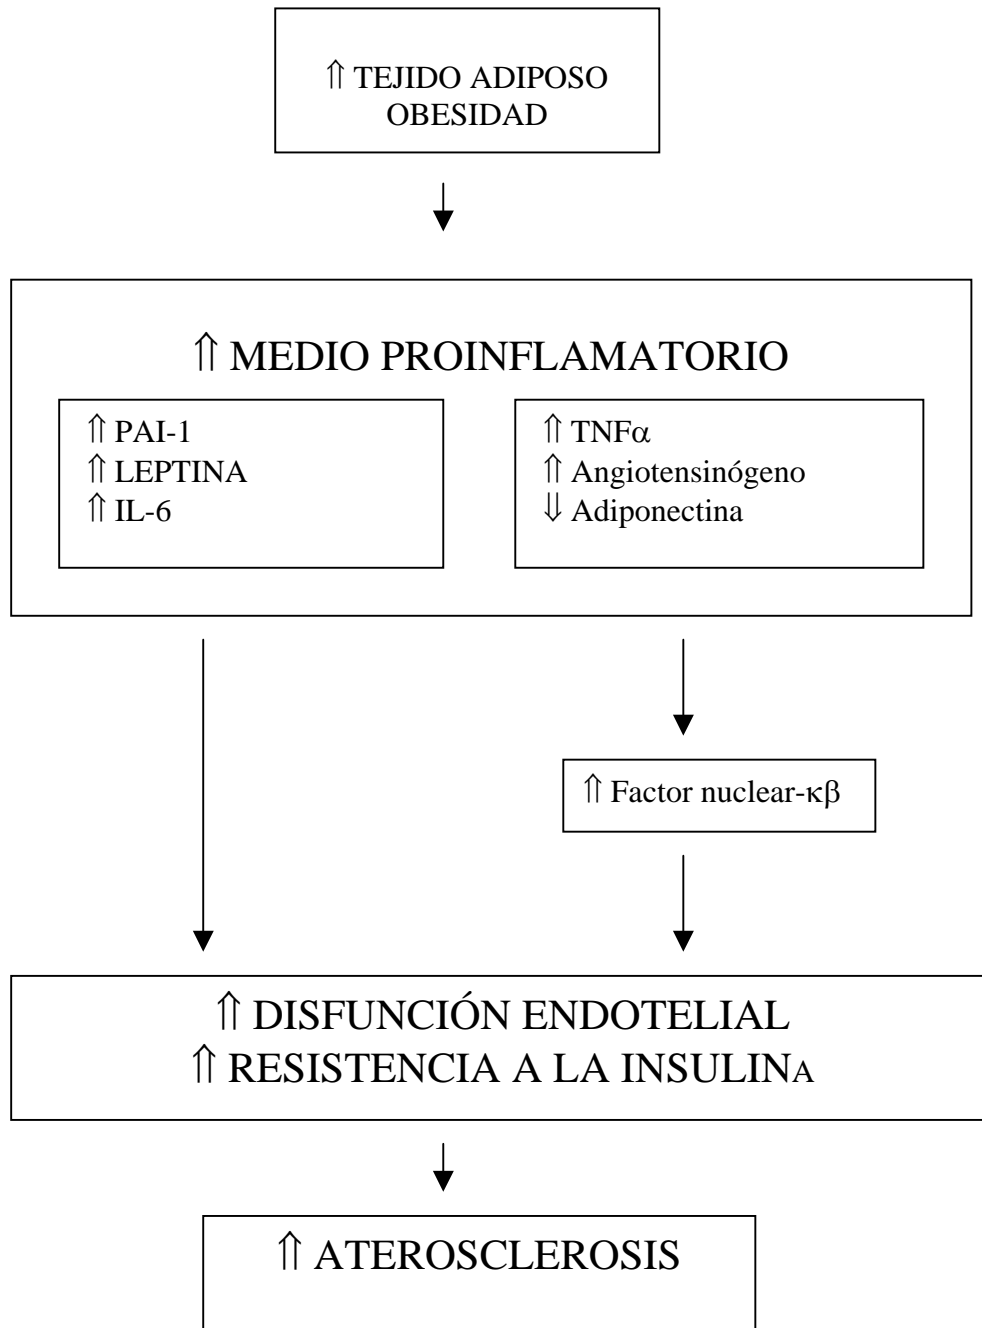 ⇑ TEJIDO ADIPOSO
OBESIDAD
⇑ MEDIO PROINFLAMATORIO
⇑ PAI-1
⇑ LEPTINA
⇑ IL-6
⇑ TNFα
⇑ Angiotensinógeno
⇓ Adiponectina
⇑ Factor nuclear-κβ
⇑ DISFUNCIÓN ENDOTELIAL
⇑ RESISTENCIA A LA INSULINA
⇑ ATEROSCLEROSIS